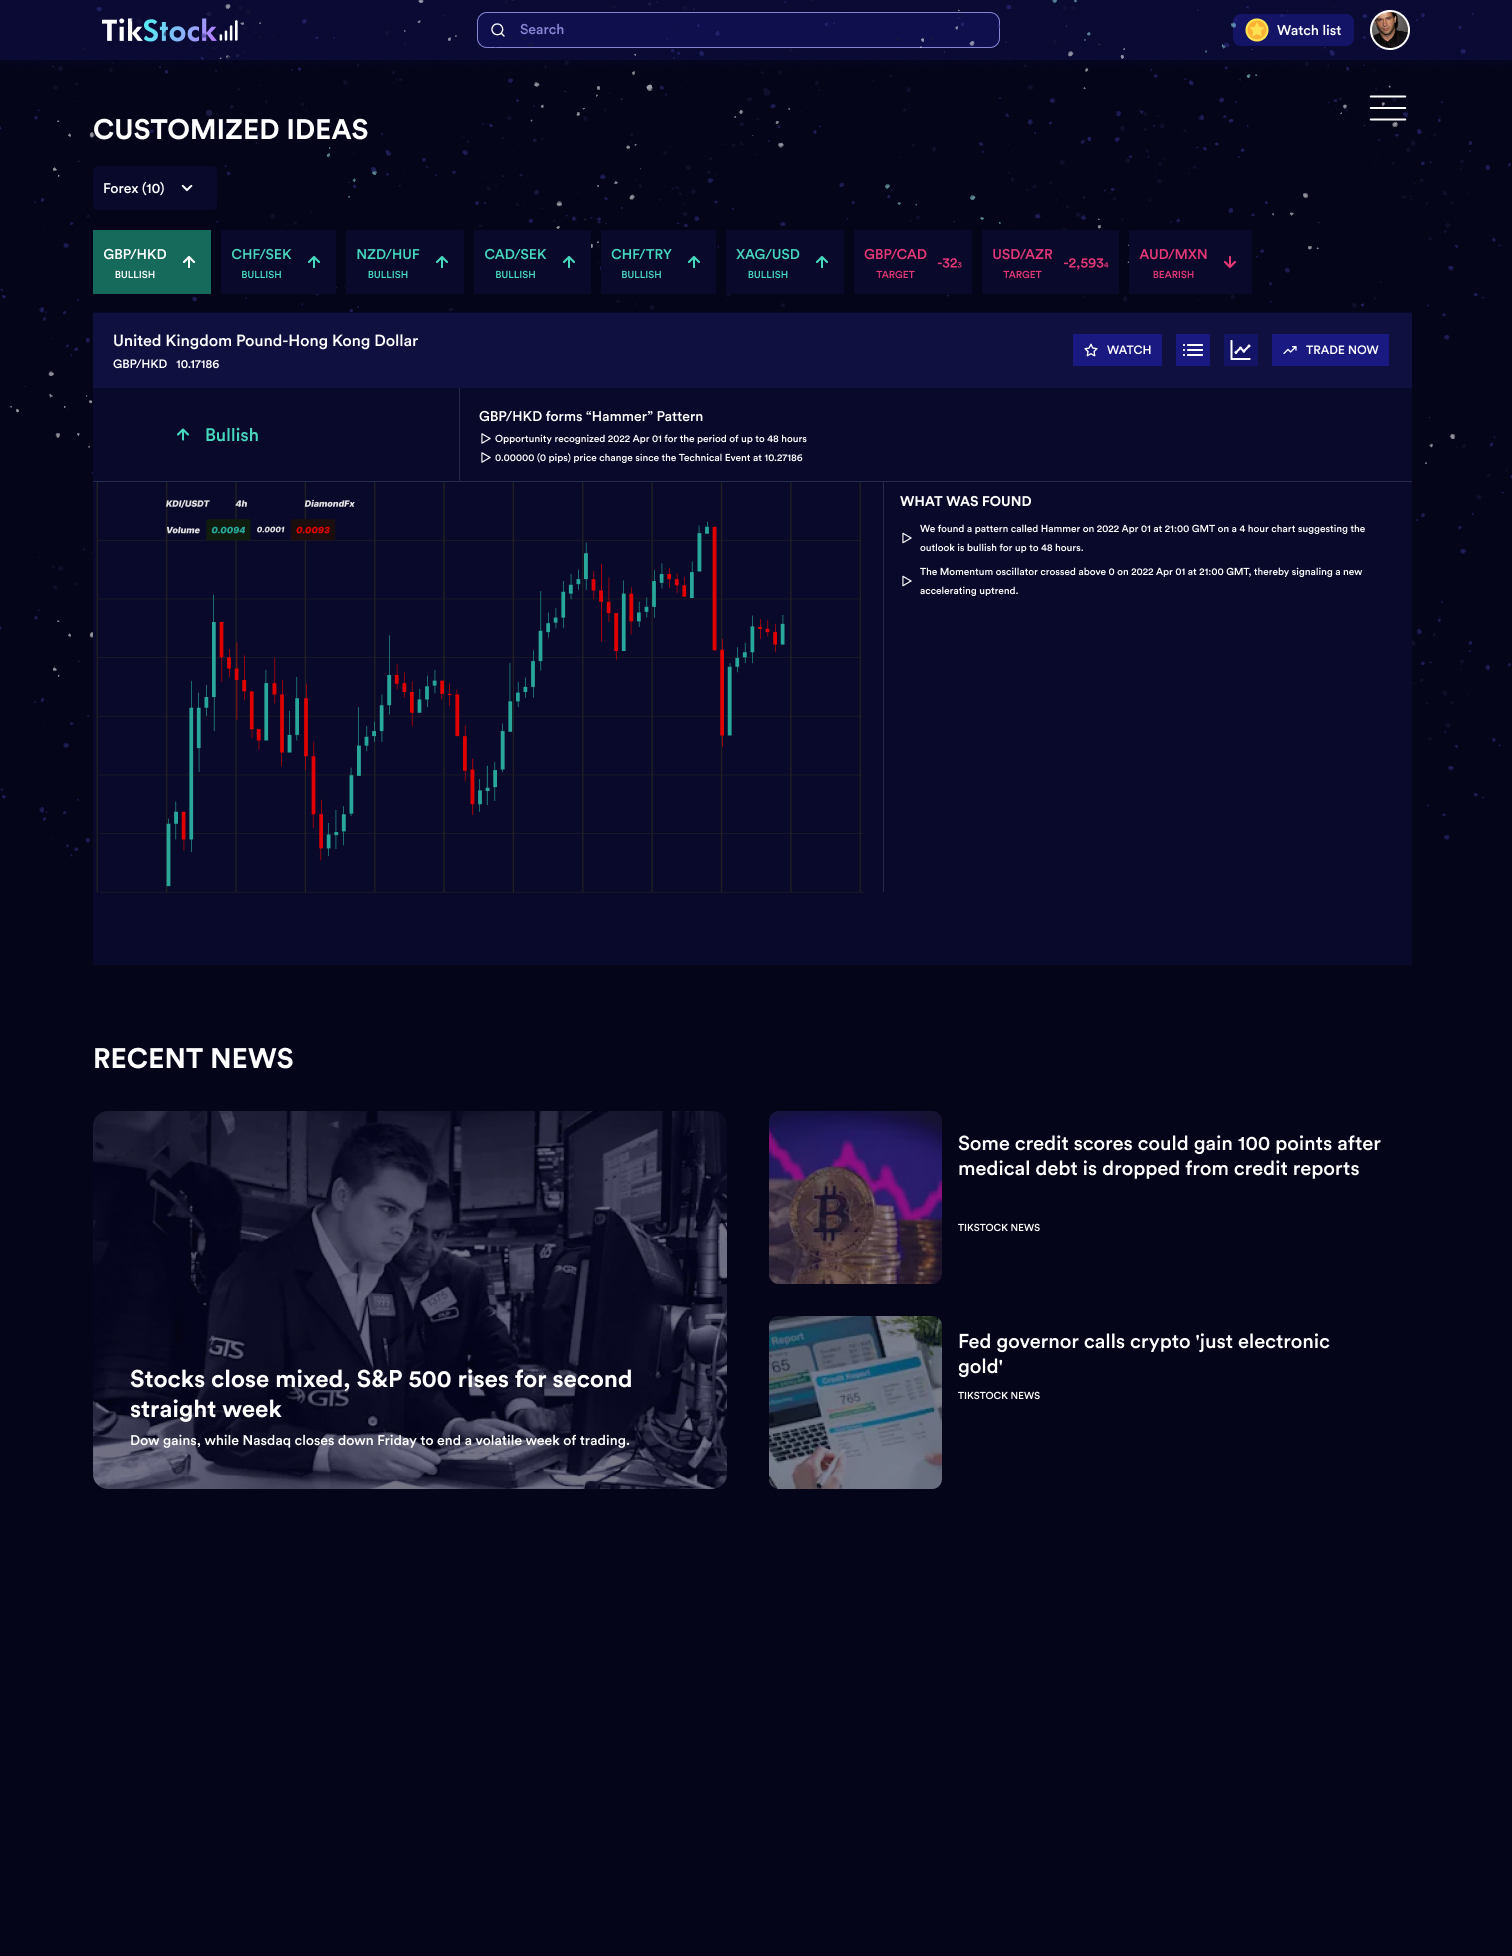 TikStock
Search
Watch list
CUSTOMIZED IDEAS
Forex (10)
GBP/HKD
BULLISH
CHF/SEK
BULLISH
NZD/HUF
BULLISH
CAD/SEK
BULLISH
CHF/TRY
BULLISH
XAG/USD
BULLISH
GBP/CAD
TARGET
-32₃
USD/AZR
TARGET
-2,593₄
AUD/MXN
BEARISH
United Kingdom Pound-Hong Kong Dollar
GBP/HKD 10.17186
WATCH
TRADE NOW
Bullish
GBP/HKD forms “Hammer” Pattern
Opportunity recognized 2022 Apr 01 for the period of up to 48 hours
0.00000 (0 pips) price change since the Technical Event at 10.27186
KDI/USDT 4h DiamondFx
Volume 0.0094 0.0001 0.0093
WHAT WAS FOUND
We found a pattern called Hammer on 2022 Apr 01 at 21:00 GMT on a 4 hour chart suggesting the
outlook is bullish for up to 48 hours.
The Momentum oscillator crossed above 0 on 2022 Apr 01 at 21:00 GMT, thereby signaling a new
accelerating uptrend.
RECENT NEWS
GTS
GTS
GTS
Stocks close mixed, S&P 500 rises for second
straight week
Dow gains, while Nasdaq closes down Friday to end a volatile week of trading.
Some credit scores could gain 100 points after
medical debt is dropped from credit reports
TIKSTOCK NEWS
Report
65
Credit Report
765
Fed governor calls crypto 'just electronic
gold'
TIKSTOCK NEWS